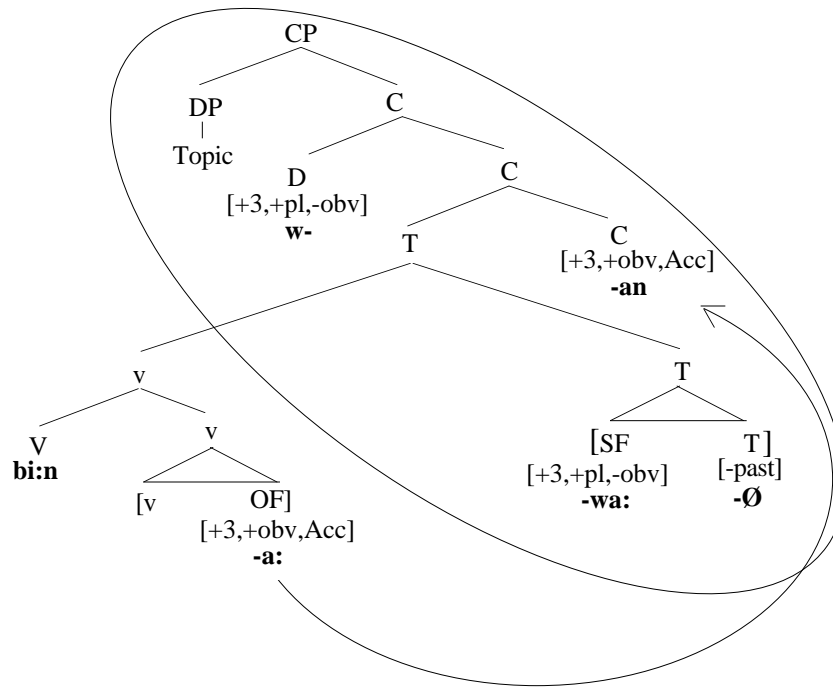 CP
DP C
Topic
D C
[+3,+pl,-obv]
w-
T C
[+3,+obv,Acc]
-an
v T
V v [SF T]
bi:n [+3,+pl,-obv] [-past]
-wa: -Ø
[v OF]
[+3,+obv,Acc]
-a: